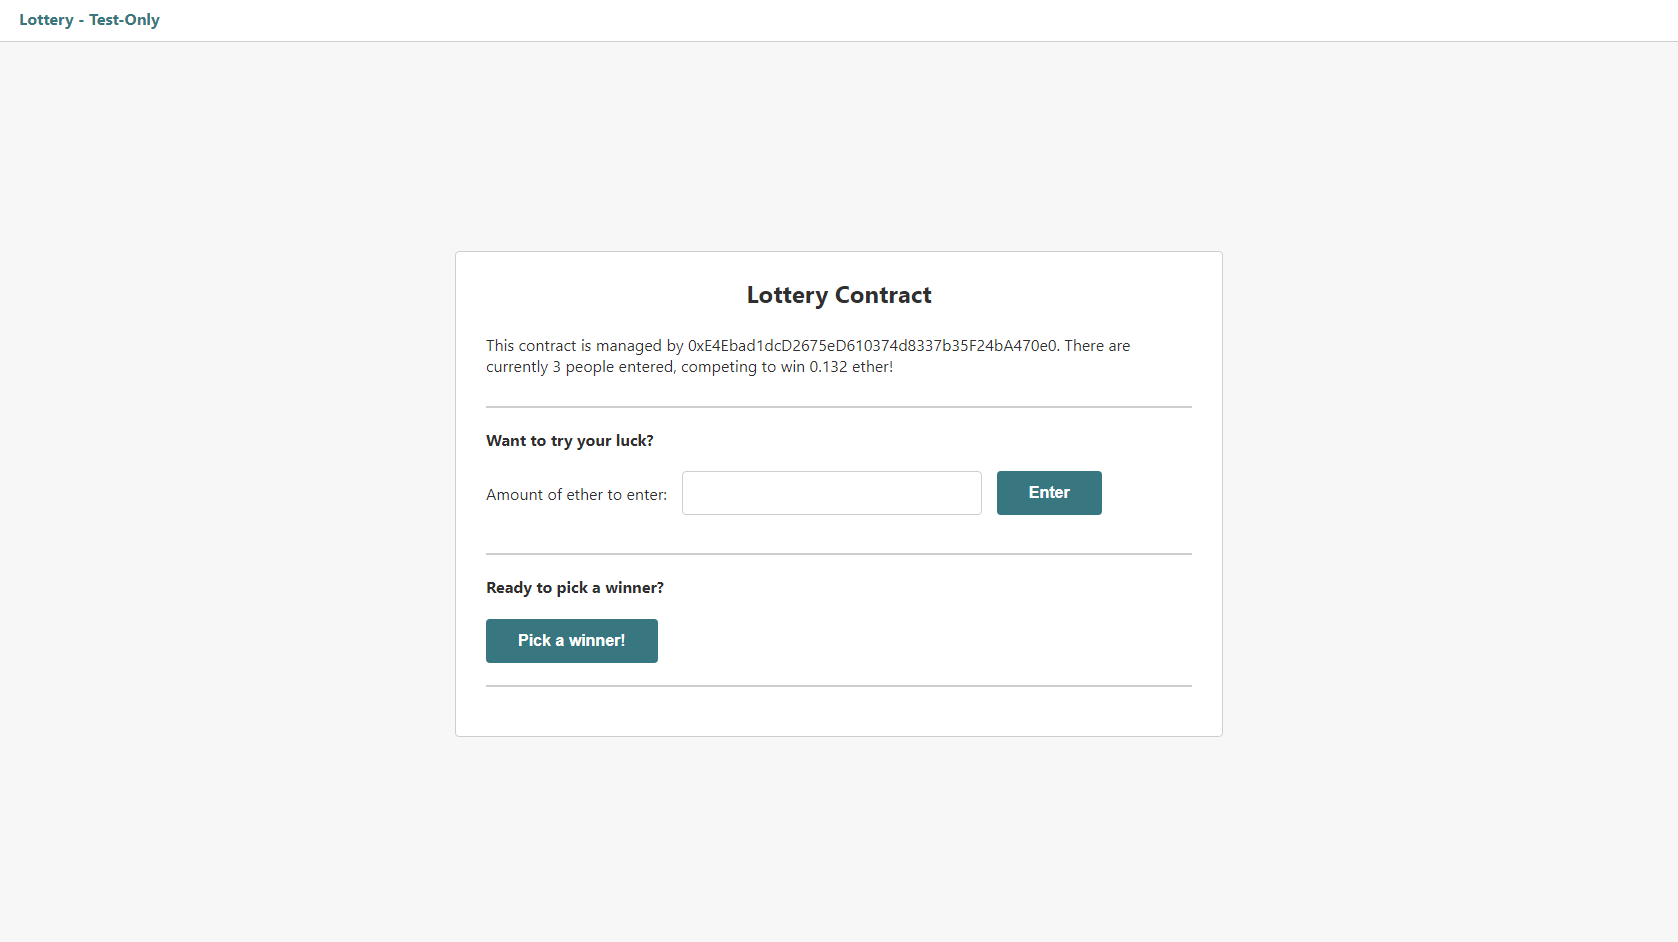 Lottery - Test-Only
Lottery Contract
This contract is managed by 0xE4Ebad1dcD2675eD610374d8337b35F24bA470e0. There are
currently 3 people entered, competing to win 0.132 ether!
Want to try your luck?
Amount of ether to enter:
Enter
Ready to pick a winner?
Pick a winner!